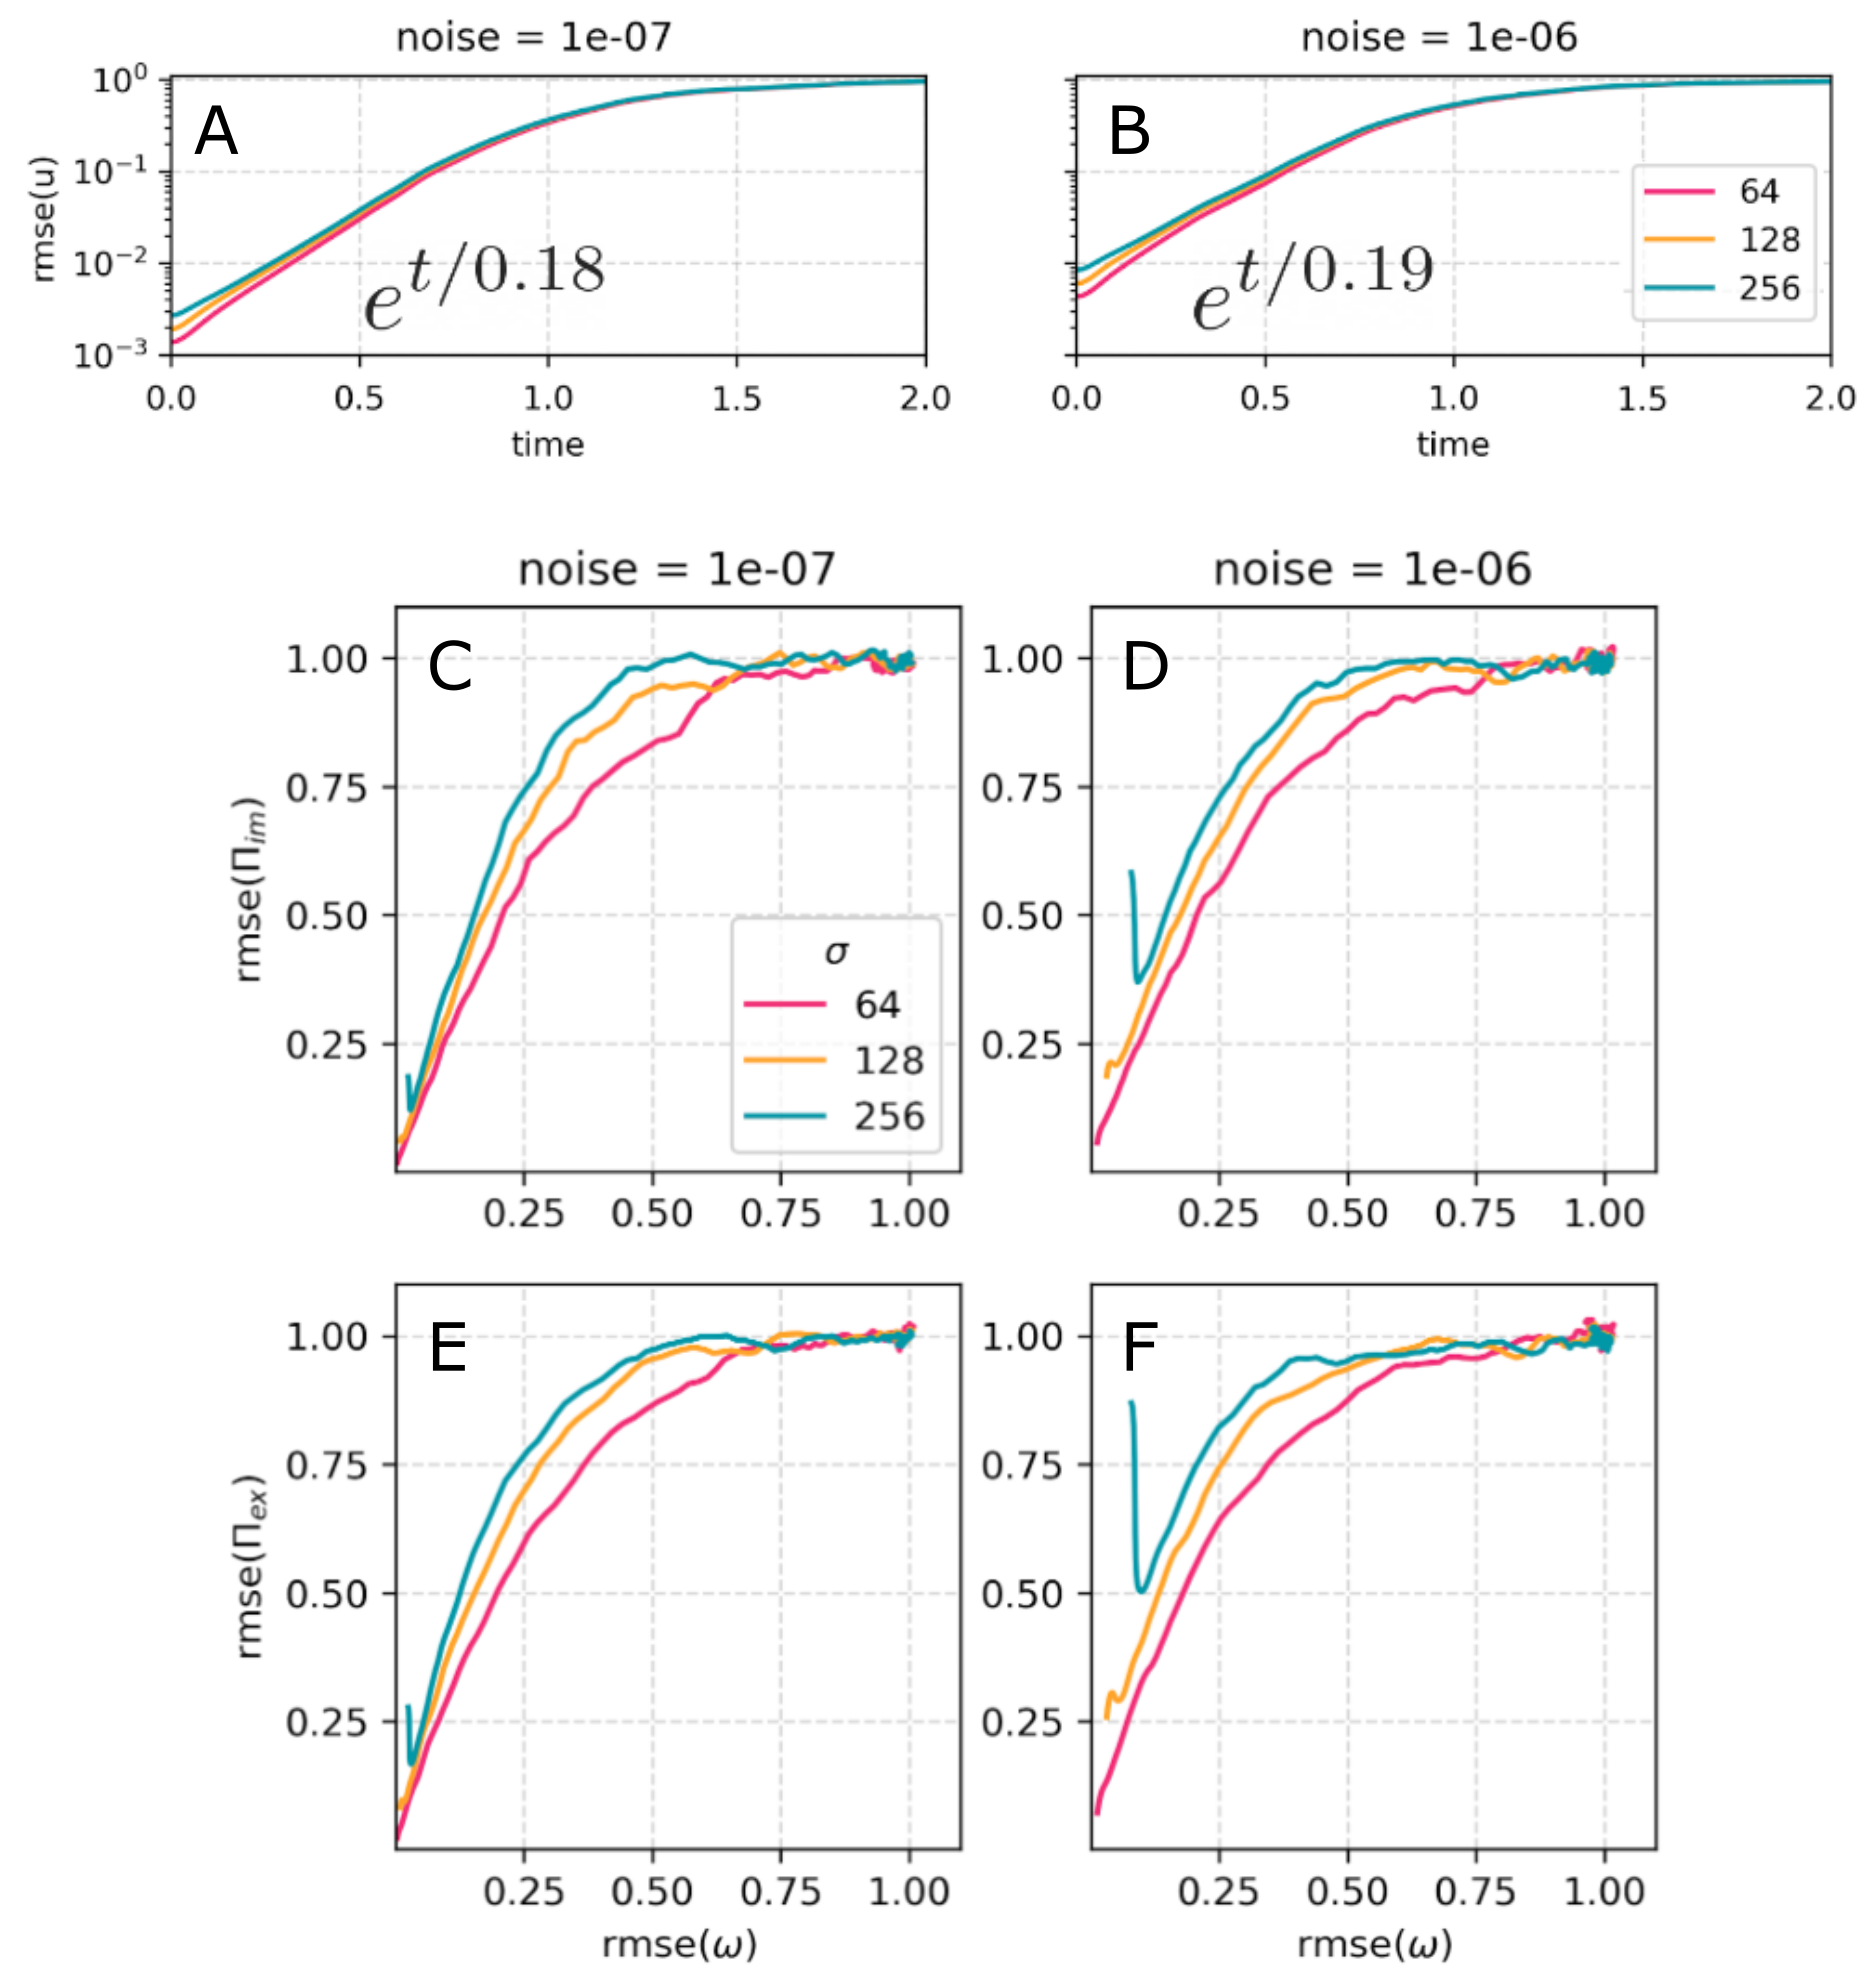 noise = 1e-07
noise = 1e-06
10⁰
10⁻¹
10⁻²
10⁻³
rmse(u)
A
e^{t/0.18}
0.0 0.5 1.0 1.5 2.0
time
B
e^{t/0.19}
64
128
256
0.0 0.5 1.0 1.5 2.0
time
noise = 1e-07
noise = 1e-06
rmse(Π_{im})
1.00
0.75
0.50
0.25
C
σ
64
128
256
0.25 0.50 0.75 1.00
1.00
0.75
0.50
0.25
D
0.25 0.50 0.75 1.00
rmse(Π_{ex})
1.00
0.75
0.50
0.25
E
0.25 0.50 0.75 1.00
rmse(ω)
1.00
0.75
0.50
0.25
F
0.25 0.50 0.75 1.00
rmse(ω)